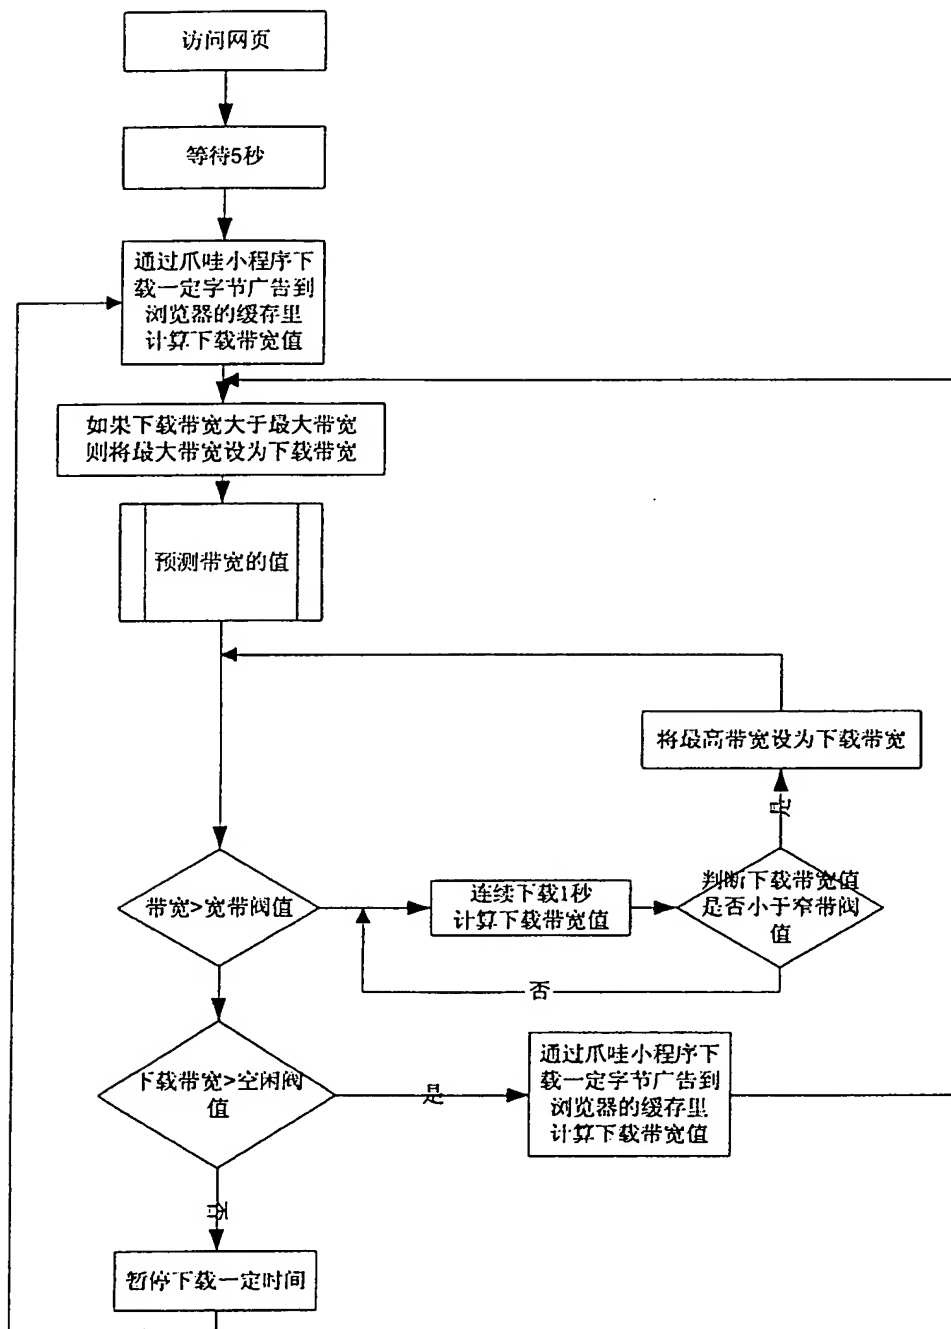 访问网页
等待5秒
通过爪哇小程序下
载一定字节广告到
浏览器的缓存里
计算下载带宽值
如果下载带宽大于最大带宽
则将最大带宽设为下载带宽
预测带宽的值
将最高带宽设为下载带宽
是
带宽>宽带阀值
连续下载1秒
计算下载带宽值
判断下载带宽值
是否小于窄带阀
值
否
下载带宽>空闲阀
值
是
通过爪哇小程序下
载一定字节广告到
浏览器的缓存里
计算下载带宽值
否
暂停下载一定时间